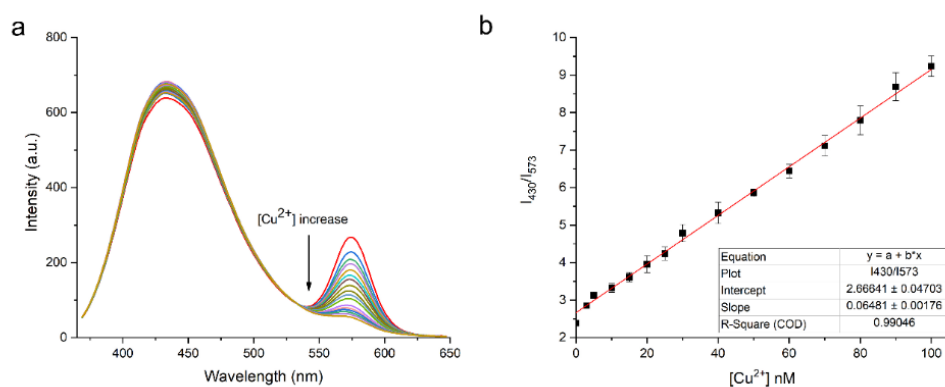 a
800
600
400
200
0
Intensity (a.u.)
[Cu²⁺] increase
400
450
500
550
600
650
Wavelength (nm)
b
10
9
8
7
6
5
4
3
2
I₄₃₀/I₅₇₃
0
20
40
60
80
100
[Cu²⁺] nM
Equation y = a + b*x
Plot I430/I573
Intercept 2.66641 ± 0.04703
Slope 0.06481 ± 0.00176
R-Square (COD) 0.99046